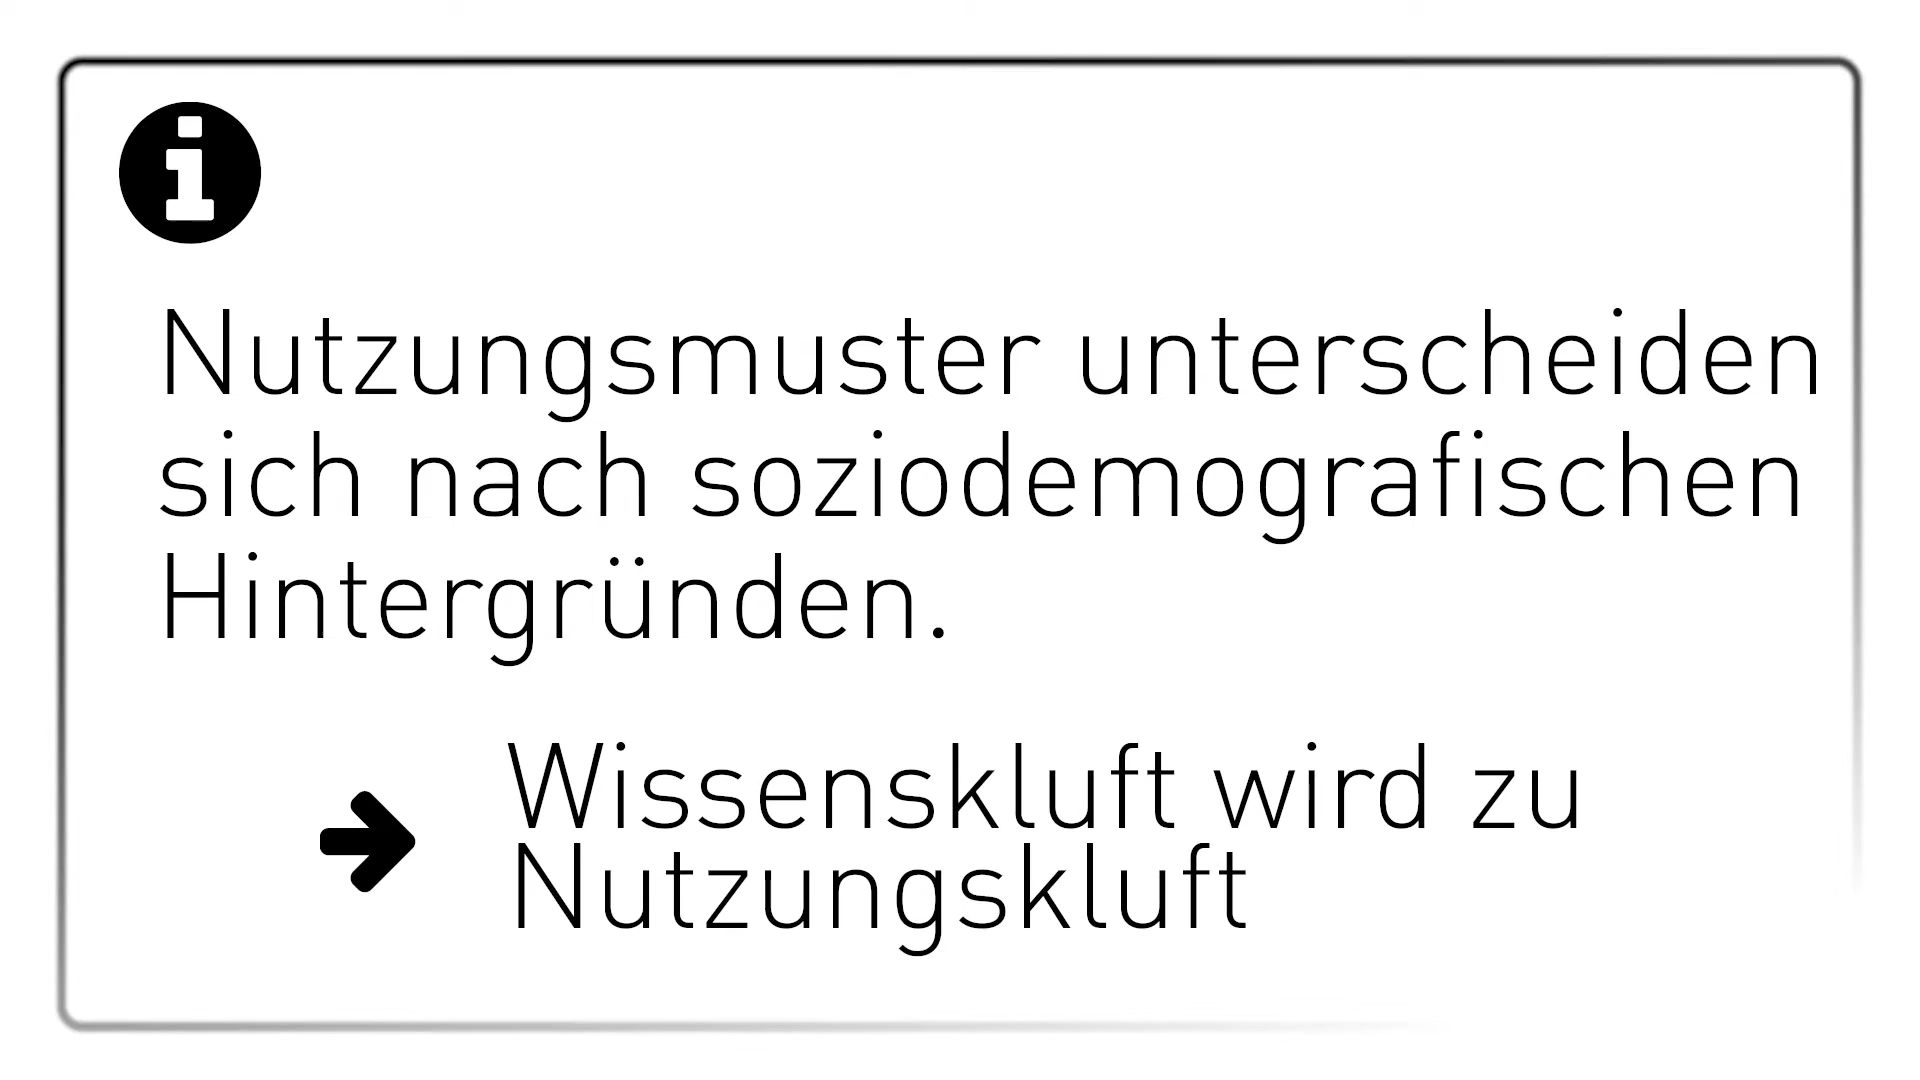 Nutzungsmuster unterscheiden
sich nach soziodemografischen
Hintergründen.
Wissenskluft wird zu
Nutzungskluft